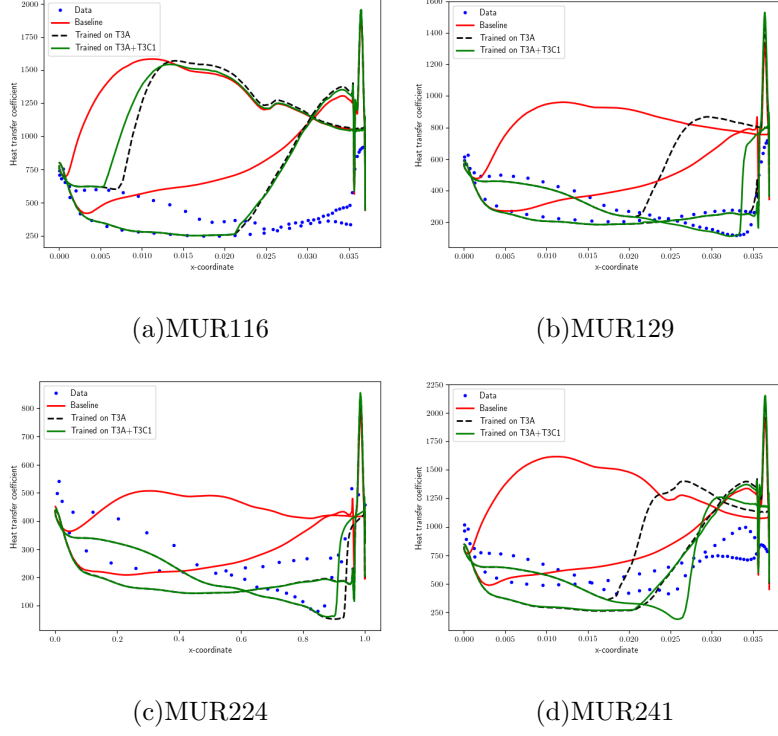 2000
1750
1500
1250
1000
750
500
250
Heat transfer coefficient
Data
Baseline
Trained on T3A
Trained on T3A+T3C1
0.000 0.005 0.010 0.015 0.020 0.025 0.030 0.035
x-coordinate
(a)MUR116
1600
1400
1200
1000
800
600
400
200
Heat transfer coefficient
Data
Baseline
Trained on T3A
Trained on T3A+T3C1
0.000 0.005 0.010 0.015 0.020 0.025 0.030 0.035
x-coordinate
(b)MUR129
800
700
600
500
400
300
200
100
Heat transfer coefficient
Data
Baseline
Trained on T3A
Trained on T3A+T3C1
0.0 0.2 0.4 0.6 0.8 1.0
x-coordinate
(c)MUR224
2250
2000
1750
1500
1250
1000
750
500
250
Heat transfer coefficient
Data
Baseline
Trained on T3A
Trained on T3A+T3C1
0.000 0.005 0.010 0.015 0.020 0.025 0.030 0.035
x-coordinate
(d)MUR241